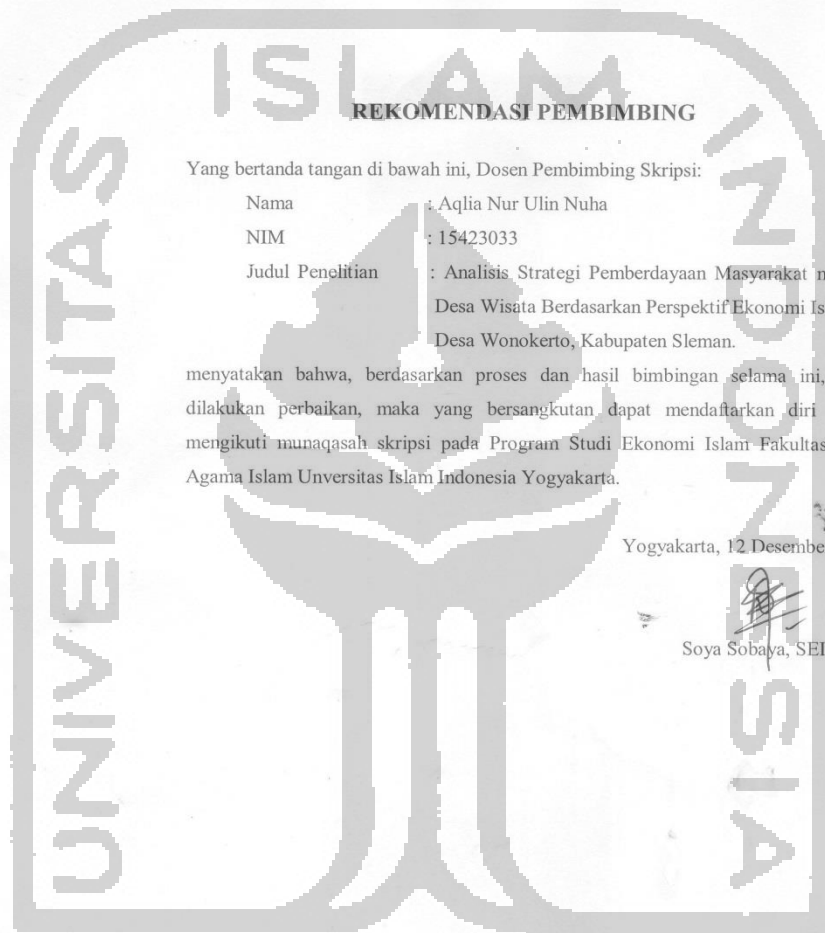 ISLAM
UNIVERSITAS
INDONESIA
REKOMENDASI PEMBIMBING
Yang bertanda tangan di bawah ini, Dosen Pembimbing Skripsi:
Nama : Aqlia Nur Ulin Nuha
NIM : 15423033
Judul Penelitian : Analisis Strategi Pemberdayaan Masyarakat
Desa Wisata Berdasarkan Perspektif Ekonomi
Desa Wonokerto, Kabupaten Sleman.
menyatakan bahwa, berdasarkan proses dan hasil bimbingan selama ini,
dilakukan perbaikan, maka yang bersangkutan dapat mendaftarkan diri
mengikuti munaqasah skripsi pada Program Studi Ekonomi Islam Fakultas
Agama Islam Unversitas Islam Indonesia Yogyakarta.
Yogyakarta, 12 Desembe
Soya Sobaya, SEI